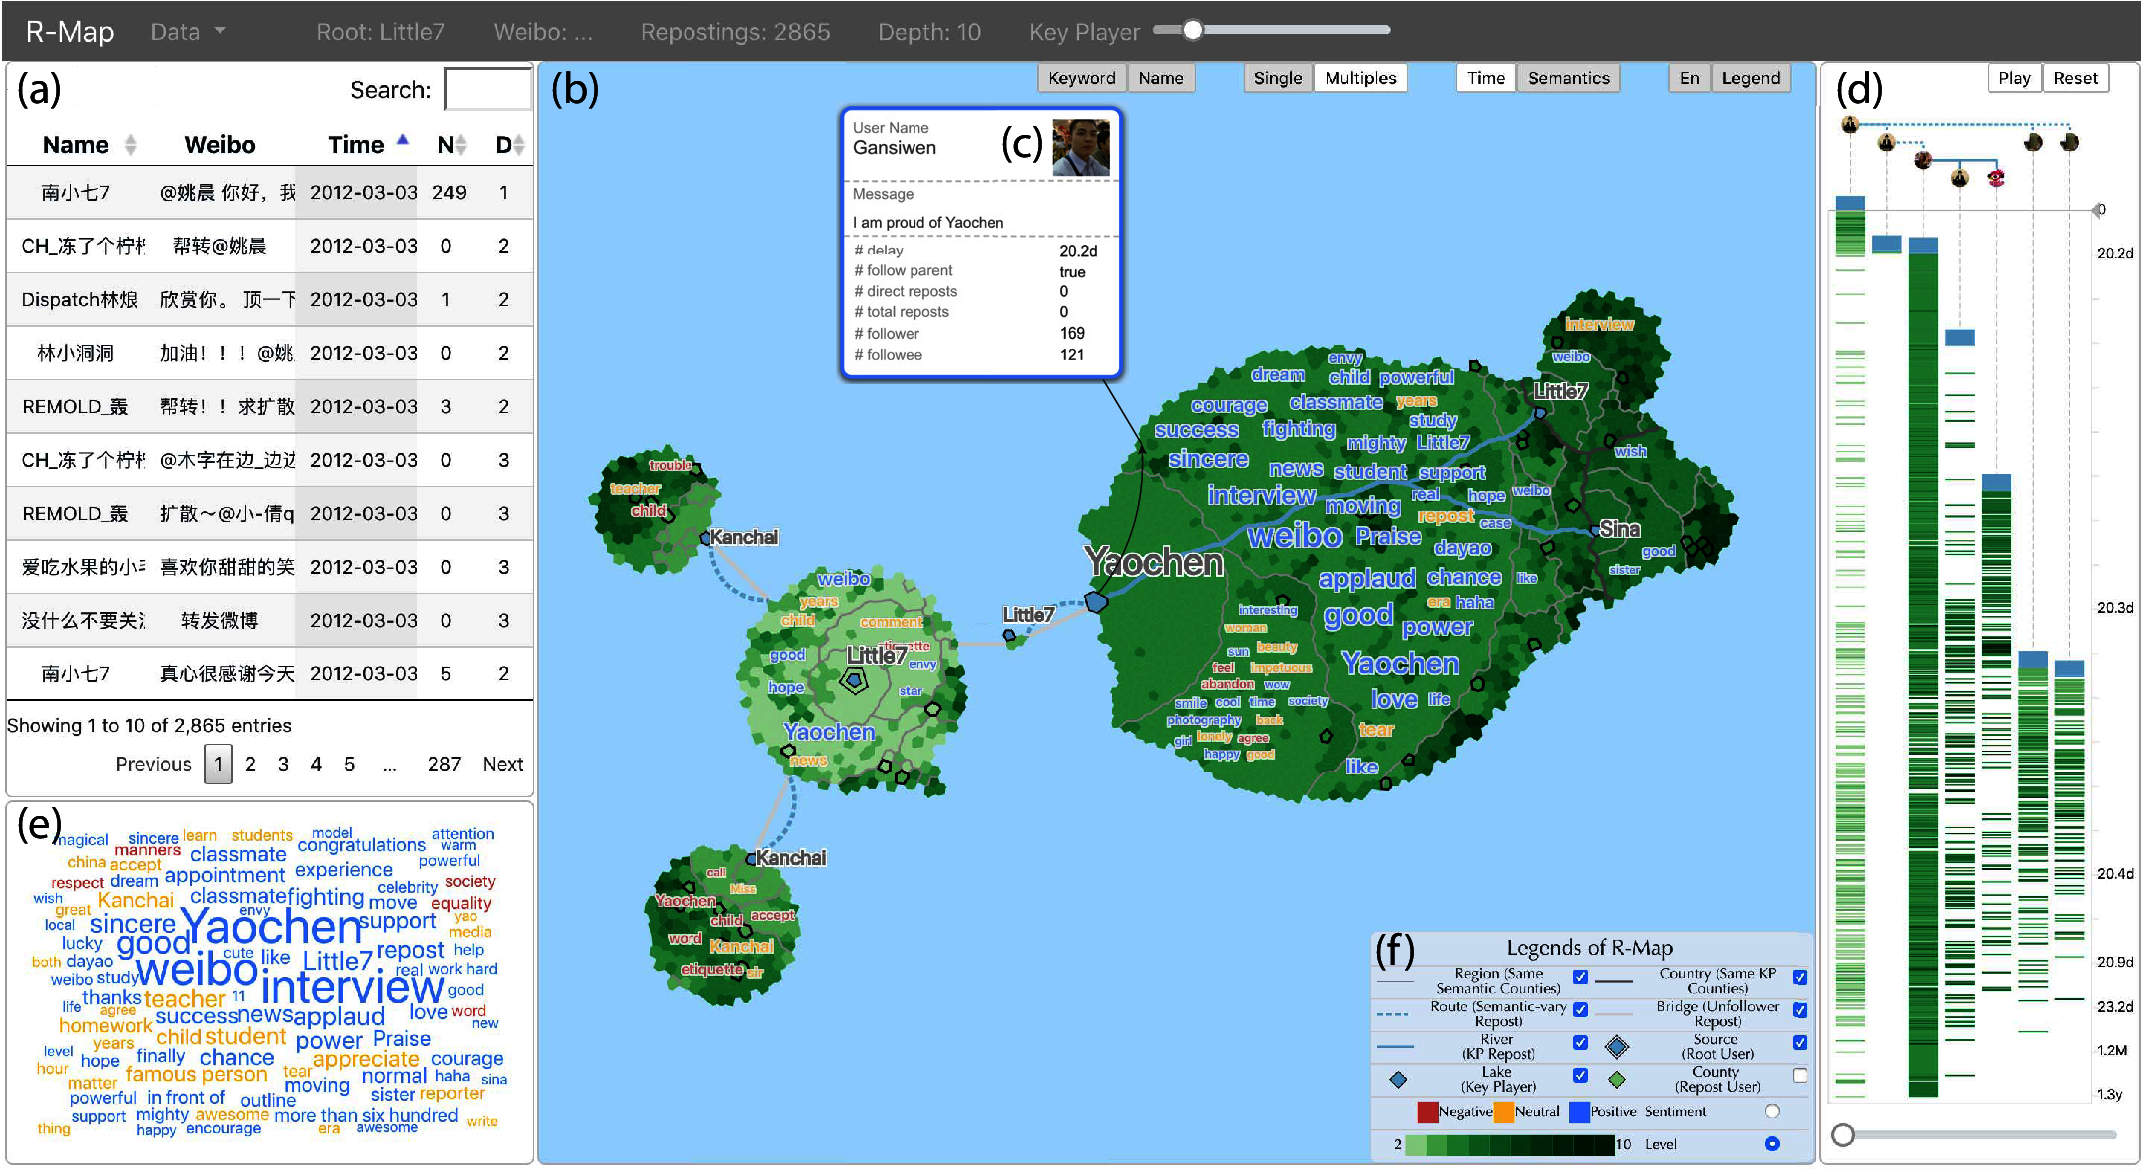 R-Map Data Root: Little7 Weibo: ... Repostings: 2865 Depth: 10 Key Player
(a)
Search:
Name Weibo Time N D
南小七7 @姚晨 你好，我 2012-03-03 249 1
CH_冻了个柠 帮转@姚晨 2012-03-03 0 2
Dispatch林烺 欣赏你。 顶一下 2012-03-03 1 2
林小洞洞 加油！！！@姚 2012-03-03 0 2
REMOLD_轰 帮转！！求扩散 2012-03-03 3 2
CH_冻了个柠 @木字在边_边边 2012-03-03 0 3
REMOLD_轰 扩散～@小-倩q 2012-03-03 0 3
爱吃水果的小 喜欢你甜甜的笑 2012-03-03 0 3
没什么不要关 转发微博 2012-03-03 0 3
南小七7 真心很感谢今天 2012-03-03 5 2
Showing 1 to 10 of 2,865 entries
Previous 1 2 3 4 5 ... 287 Next
(b)
Keyword Name Single Multiples Time Semantics En Legend
(c)
User Name
Gansiwen
Message
I am proud of Yaochen
# delay 20.2d
# follow parent true
# direct reposts 0
# total reposts 0
# follower 169
# followee 121
trouble
teacher
child
Kanchai
weibo
years
child
comment
good
Little7
envy
hope
star
Yaochen
news
Kanchai
call
Miss
Yaochen
child accept
word
Kanchai
etiquette sir
Little7
Yaochen
envy
dream child powerful
courage classmate years
success fighting study
mighty Little7
sincere news student support
interview moving real hope weibo
weibo Praise repost case
dayao
applaud chance like
era haha
interesting good power
woman
sun beauty
feel impetuous Yaochen
abandon wow
smile cool time society love life
photography back
girl lonely agree tear
happy good
like
interview
weibo
Little7
wish
Sina
good
sister
(d)
Play Reset
0
20.2d
20.3d
20.4d
20.9d
23.2d
1.2M
1.3y
(e)
magical sincere learn students model attention
manners classmate congratulations warm
china accept powerful
respect dream appointment experience celebrity society
wish Kanchai classmate fighting move equality
great envy yao
local sincere Yaochen support media
lucky good repost help
both dayao weibo cute like Little7 real work hard
weibo study interview good
life thanks teacher 11 love word
agree success news applaud new
homework child student power Praise
years
level hope finally chance appreciate courage
hour famous person tear normal haha sina
matter moving sister reporter
powerful in front of outline
support mighty awesome more than six hundred write
thing happy encourage era awesome
(f)
Legends of R-Map
Region (Same Semantic Counties) Country (Same KP Counties)
Route (Semantic-vary Repost) Bridge (Unfollower Repost)
River (KP Repost) Source (Root User)
Lake (Key Player) County (Repost User)
Negative Neutral Positive Sentiment
2 10 Level